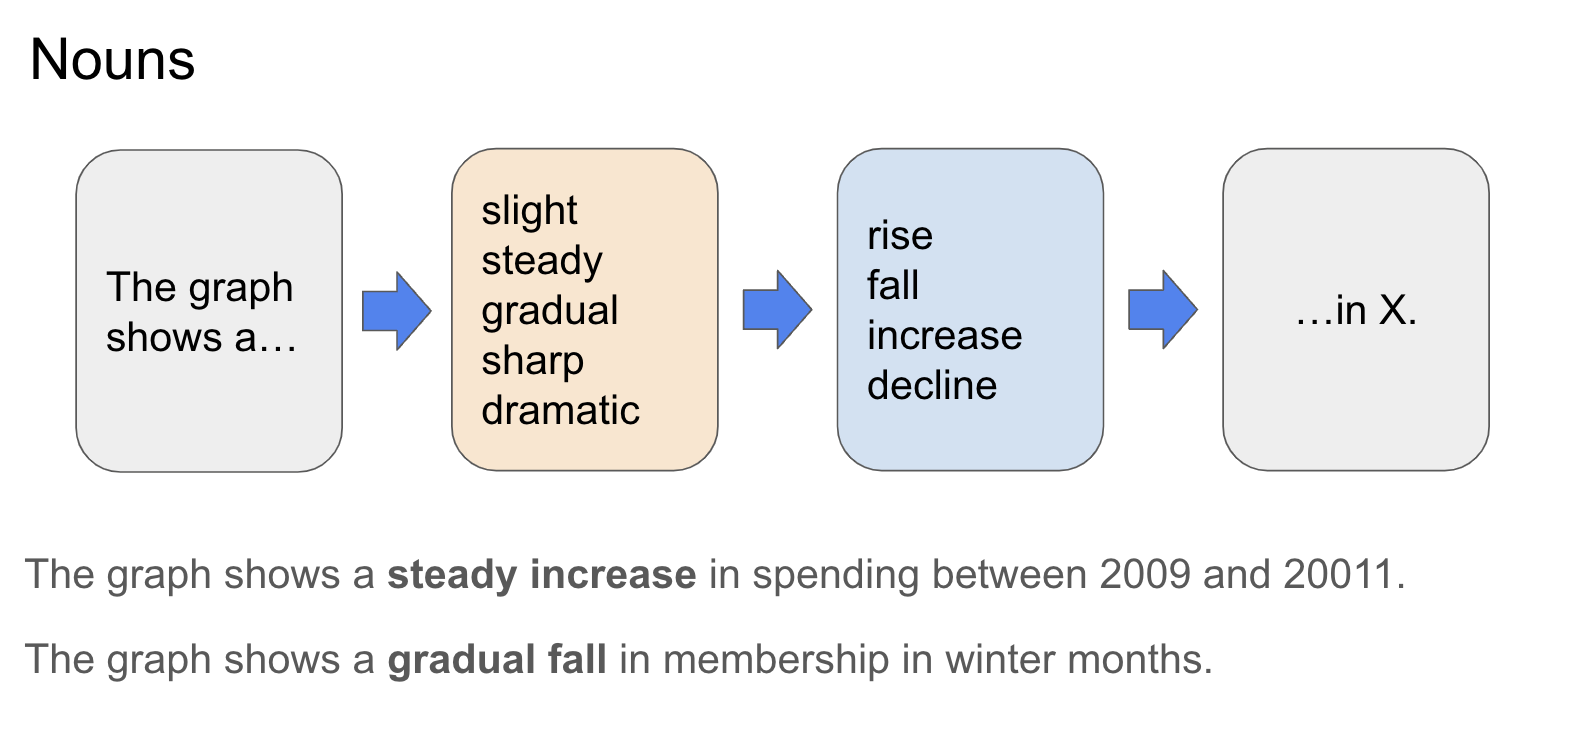 Nouns
The graph
shows a…
slight
steady
gradual
sharp
dramatic
rise
fall
increase
decline
…in X.
The graph shows a steady increase in spending between 2009 and 20011.
The graph shows a gradual fall in membership in winter months.